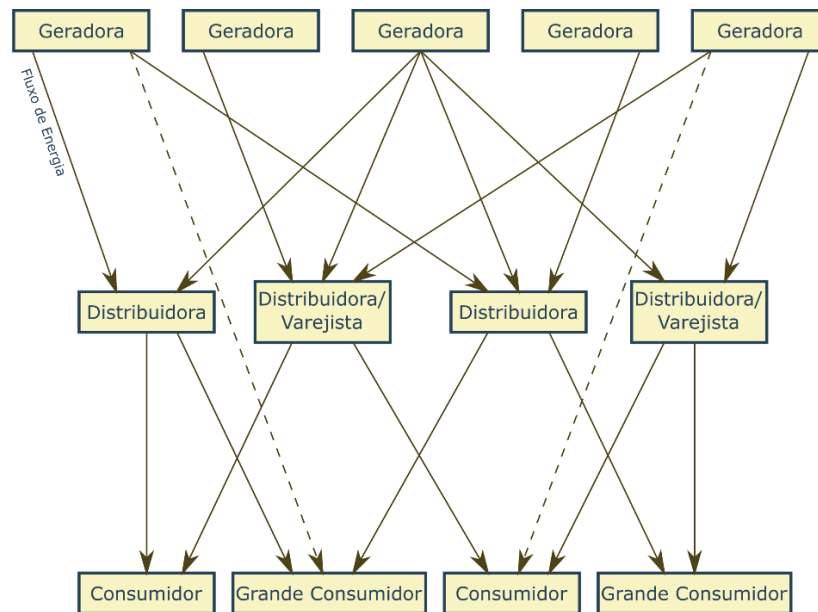 Geradora
Geradora
Geradora
Geradora
Geradora
Fluxo de Energia
Distribuidora
Distribuidora/
Varejista
Distribuidora
Distribuidora/
Varejista
Consumidor
Grande Consumidor
Consumidor
Grande Consumidor